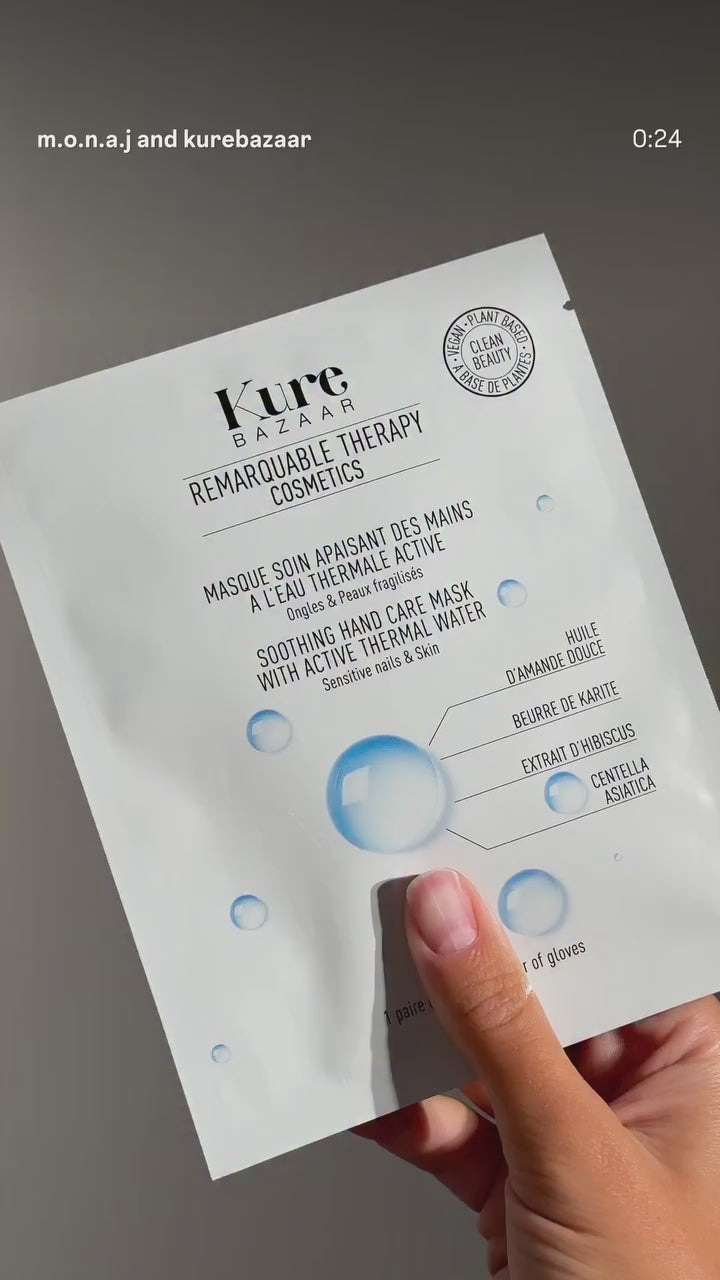 m.o.n.a.j and kurebazaar
0:24
VEGAN • PLANT BASED • A BASE DE PLANTES •
CLEAN
BEAUTY
Kure
BAZAAR
REMARQUABLE THERAPY
COSMETICS
MASQUE SOIN APAISANT DES MAINS
A L'EAU THERMALE ACTIVE
Ongles & Peaux fragilisés
SOOTHING HAND CARE MASK
WITH ACTIVE THERMAL WATER
Sensitive nails & Skin
HUILE
D'AMANDE DOUCE
BEURRE DE KARITE
EXTRAIT D'HIBISCUS
CENTELLA
ASIATICA
1 paire of gloves